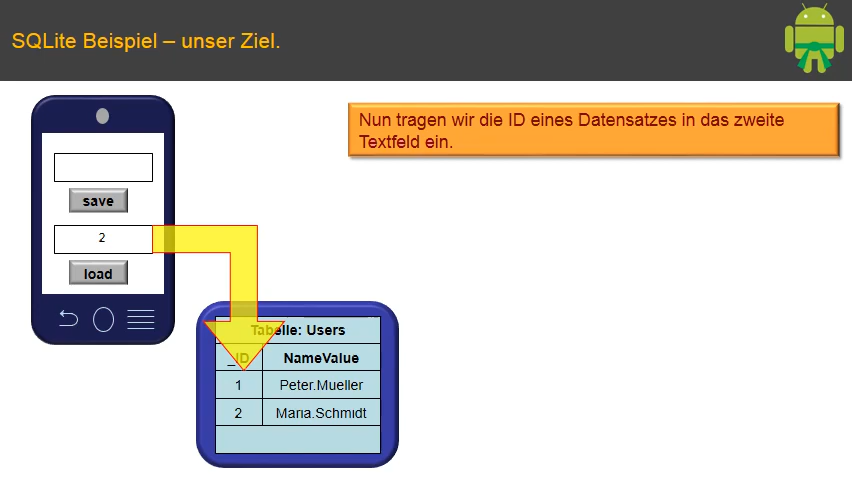 SQLite Beispiel – unser Ziel.
Nun tragen wir die ID eines Datensatzes in das zweite
Textfeld ein.
save
2
load
Tabelle: Users
_ID NameValue
1 Peter.Mueller
2 Maria.Schmidt